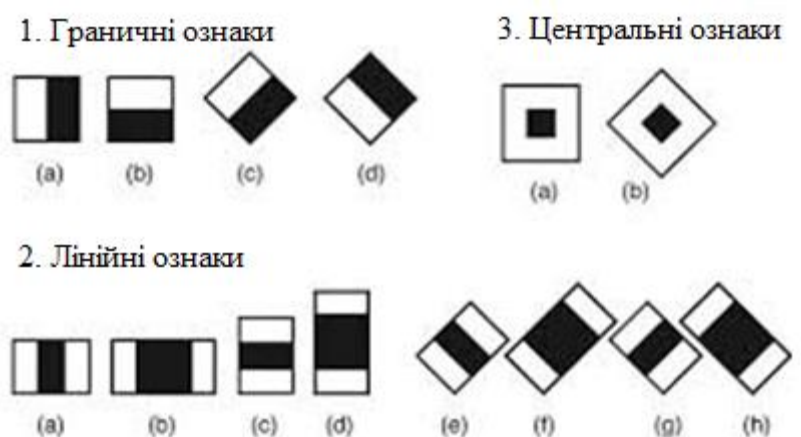 1. Граничні ознаки
(a) (b) (c) (d)
3. Центральні ознаки
(a) (b)
2. Лінійні ознаки
(a) (b) (c) (d) (e) (f) (g) (h)